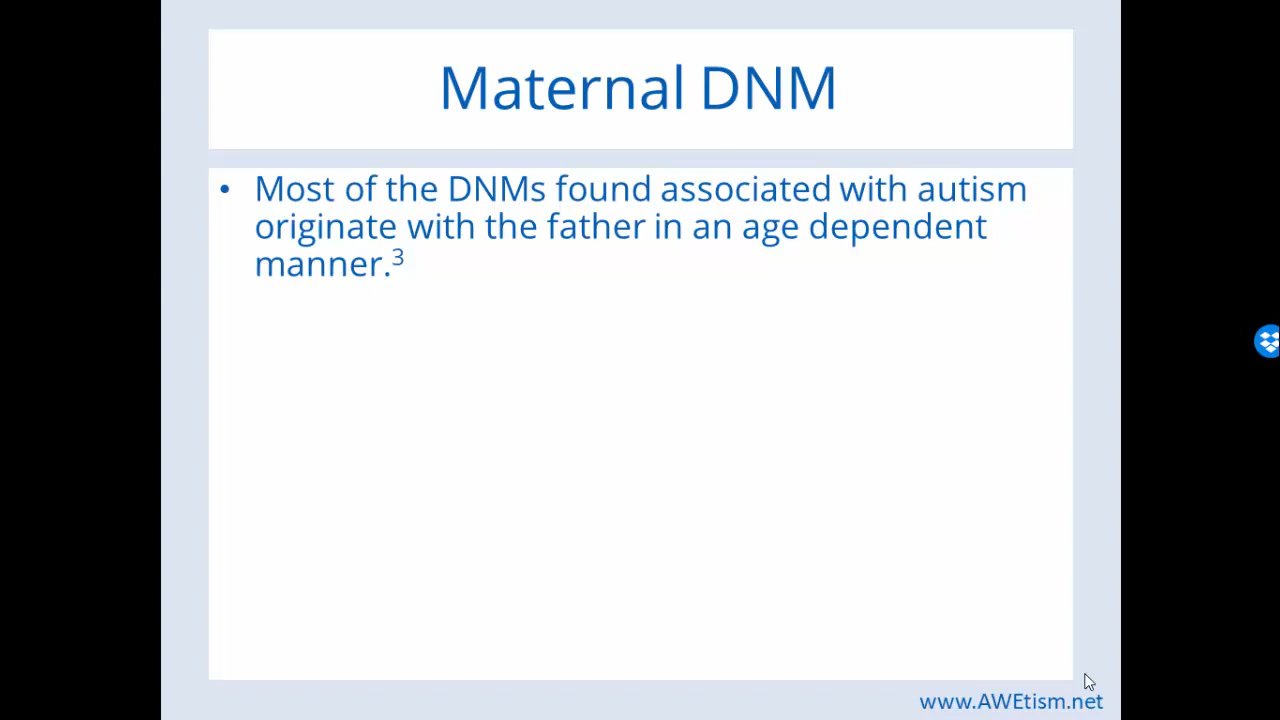 Maternal DNM
• Most of the DNMs found associated with autism
originate with the father in an age dependent
manner.³
www.AWEtism.net